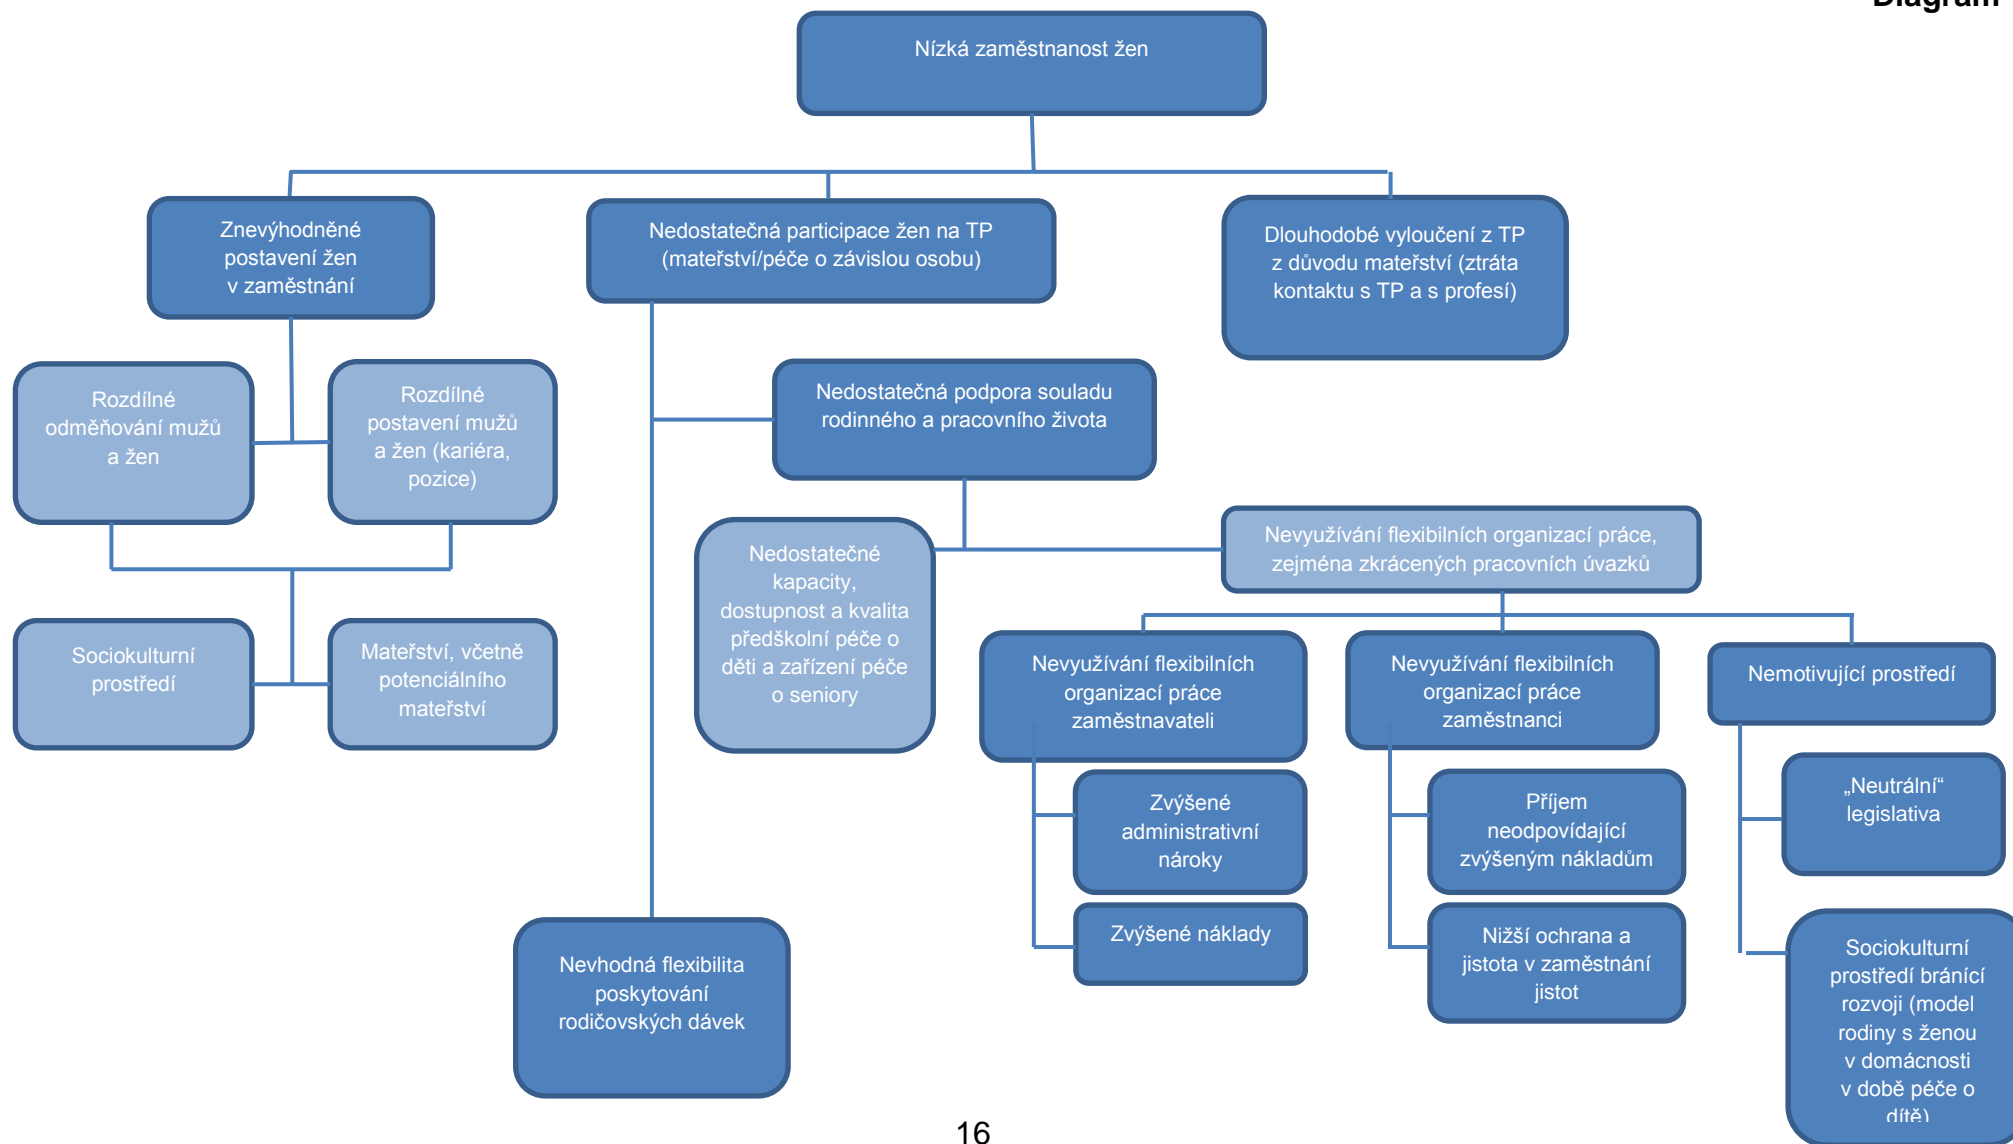 Diagram
Nízká zaměstnanost žen
Znevýhodněné
postavení žen
v zaměstnání
Nedostatečná participace žen na TP
(mateřství/péče o závislou osobu)
Dlouhodobé vyloučení z TP
z důvodu mateřství (ztráta
kontaktu s TP a s profesí)
Rozdílné
odměňování mužů
a žen
Rozdílné
postavení mužů
a žen (kariéra,
pozice)
Nedostatečná podpora souladu
rodinného a pracovního života
Nedostatečné
kapacity,
dostupnost a kvalita
předškolní péče o
děti a zařízení péče
o seniory
Nevyužívání flexibilních organizací práce,
zejména zkrácených pracovních úvazků
Sociokulturní
prostředí
Mateřství, včetně
potenciálního
mateřství
Nevyužívání flexibilních
organizací práce
zaměstnavateli
Nevyužívání flexibilních
organizací práce
zaměstnanci
Nemotivující prostředí
Zvýšené
administrativní
nároky
Příjem
neodpovídající
zvýšeným nákladům
„Neutrální“
legislativa
Zvýšené náklady
Nižší ochrana a
jistota v zaměstnání
jistot
Nevhodná flexibilita
poskytování
rodičovských dávek
Sociokulturní
prostředí bránící
rozvoji (model
rodiny s ženou
v domácnosti
v době péče o
dítě)
16